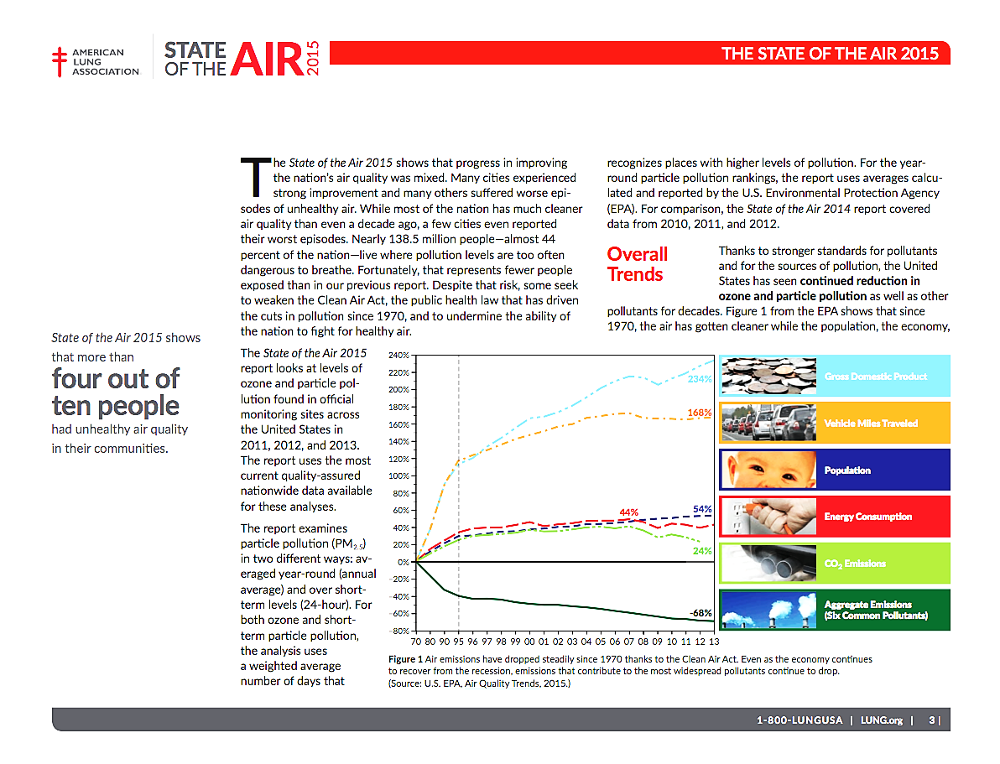 AMERICAN
LUNG
ASSOCIATION
STATE
OF THE AIR 2015
THE STATE OF THE AIR 2015
State of the Air 2015 shows
that more than
four out of
ten people
had unhealthy air quality
in their communities.
The State of the Air 2015 shows that progress in improving
the nation's air quality was mixed. Many cities experienced
strong improvement and many others suffered worse epi-
sodes of unhealthy air. While most of the nation has much cleaner
air quality than even a decade ago, a few cities even reported
their worst episodes. Nearly 138.5 million people—almost 44
percent of the nation—live where pollution levels are too often
dangerous to breathe. Fortunately, that represents fewer people
exposed than in our previous report. Despite that risk, some seek
to weaken the Clean Air Act, the public health law that has driven
the cuts in pollution since 1970, and to undermine the ability of
the nation to fight for healthy air.
The State of the Air 2015
report looks at levels of
ozone and particle pol-
lution found in official
monitoring sites across
the United States in
2011, 2012, and 2013.
The report uses the most
current quality-assured
nationwide data available
for these analyses.
The report examines
particle pollution (PM2.5)
in two different ways: av-
eraged year-round (annual
average) and over short-
term levels (24-hour). For
both ozone and short-
term particle pollution,
the analysis uses
a weighted average
number of days that
recognizes places with higher levels of pollution. For the year-
round particle pollution rankings, the report uses averages calcu-
lated and reported by the U.S. Environmental Protection Agency
(EPA). For comparison, the State of the Air 2014 report covered
data from 2010, 2011, and 2012.
Overall
Trends
Thanks to stronger standards for pollutants
and for the sources of pollution, the United
States has seen continued reduction in
ozone and particle pollution as well as other
pollutants for decades. Figure 1 from the EPA shows that since
1970, the air has gotten cleaner while the population, the economy,
240%
220%
200%
180%
160%
140%
120%
100%
80%
60%
40%
20%
0%
-20%
-40%
-60%
-80%
234%
168%
44%
54%
24%
-68%
70 80 90 95 96 97 98 99 00 01 02 03 04 05 06 07 08 09 10 11 12 13
Gross Domestic Product
Vehicle Miles Traveled
Population
Energy Consumption
CO2 Emissions
Aggregate Emissions
(Six Common Pollutants)
Figure 1 Air emissions have dropped steadily since 1970 thanks to the Clean Air Act. Even as the economy continues
to recover from the recession, emissions that contribute to the most widespread pollutants continue to drop.
(Source: U.S. EPA, Air Quality Trends, 2015.)
1-800-LUNGUSA | LUNG.org | 3 |